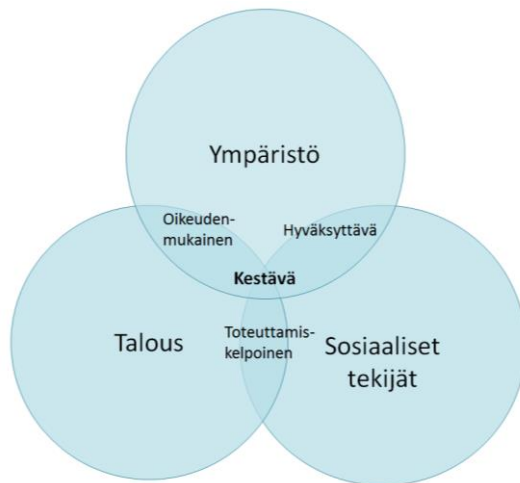 Ympäristö
Oikeuden-
mukainen
Hyväksyttävä
Kestävä
Talous
Toteuttamis-
kelpoinen
Sosiaaliset
tekijät